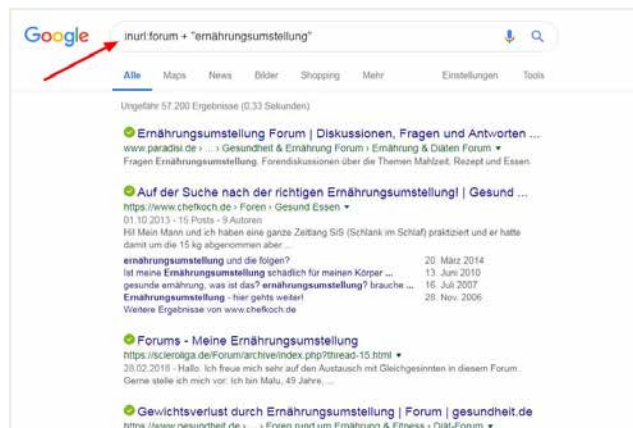 Google
inurl:forum + "ernährungsumstellung"
Alle Maps News Bilder Shopping Mehr Einstellungen Tools
Ungefähr 57.200 Ergebnisse (0,33 Sekunden)
Ernährungsumstellung Forum | Diskussionen, Fragen und Antworten ...
www.paradisi.de › ... › Gesundheit & Ernährung Forum › Ernährung & Diäten Forum ▼
Fragen Ernährungsumstellung. Forendiskussionen über die Themen Mahlzeit, Rezept und Essen.
Auf der Suche nach der richtigen Ernährungsumstellung! | Gesund ...
https://www.chefkoch.de › Foren › Gesund Essen ▼
01.10.2013 - 15 Posts - 9 Autoren
Hi! Mein Mann und ich haben eine ganze Zeitlang SiS (Schlank im Schlaf) praktiziert und er hatte
damit um die 15 kg abgenommen aber ...
ernährungsumstellung und die folgen? 20. März 2014
Ist meine Ernährungsumstellung schädlich für meinen Körper ... 13. Juni 2010
gesunde ernährung, was ist das? ernährungsumstellung? brauche ... 16. Juli 2007
Ernährungsumstellung - hier gehts weiter! 28. Nov. 2006
Weitere Ergebnisse von www.chefkoch.de
Forums - Meine Ernährungsumstellung
https://scleroliga.de/Forum/archive/index.php?thread-15.html ▼
28.02.2018 - Hallo. Ich freue mich sehr auf den Austausch mit Gleichgesinnten in diesem Forum.
Gerne stelle ich mich vor: Ich bin Malu, 49 Jahre, ...
Gewichtsverlust durch Ernährungsumstellung | Forum | gesundheit.de
https://www.gesundheit.de › ... › Foren rund um Ernährung & Fitness › Diät-Forum ▼